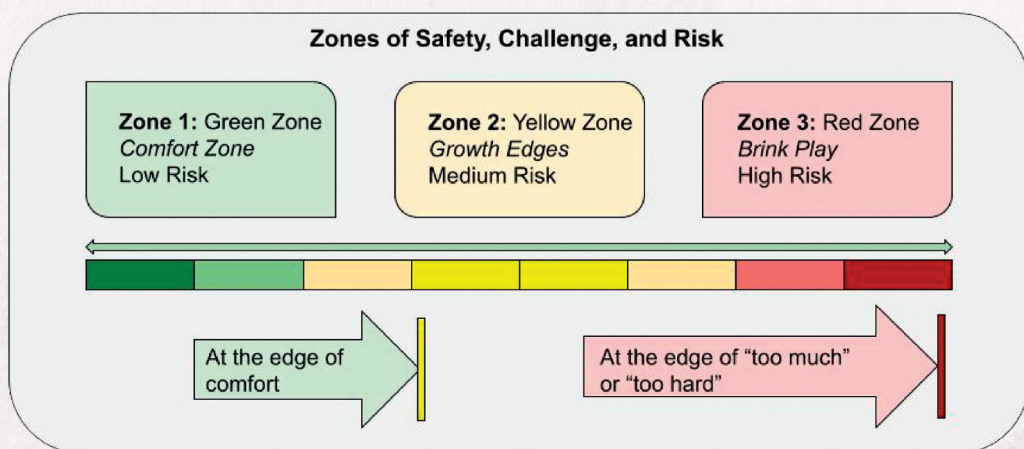 Zones of Safety, Challenge, and Risk
Zone 1: Green Zone
Comfort Zone
Low Risk
Zone 2: Yellow Zone
Growth Edges
Medium Risk
Zone 3: Red Zone
Brink Play
High Risk
At the edge of
comfort
At the edge of “too much”
or “too hard”